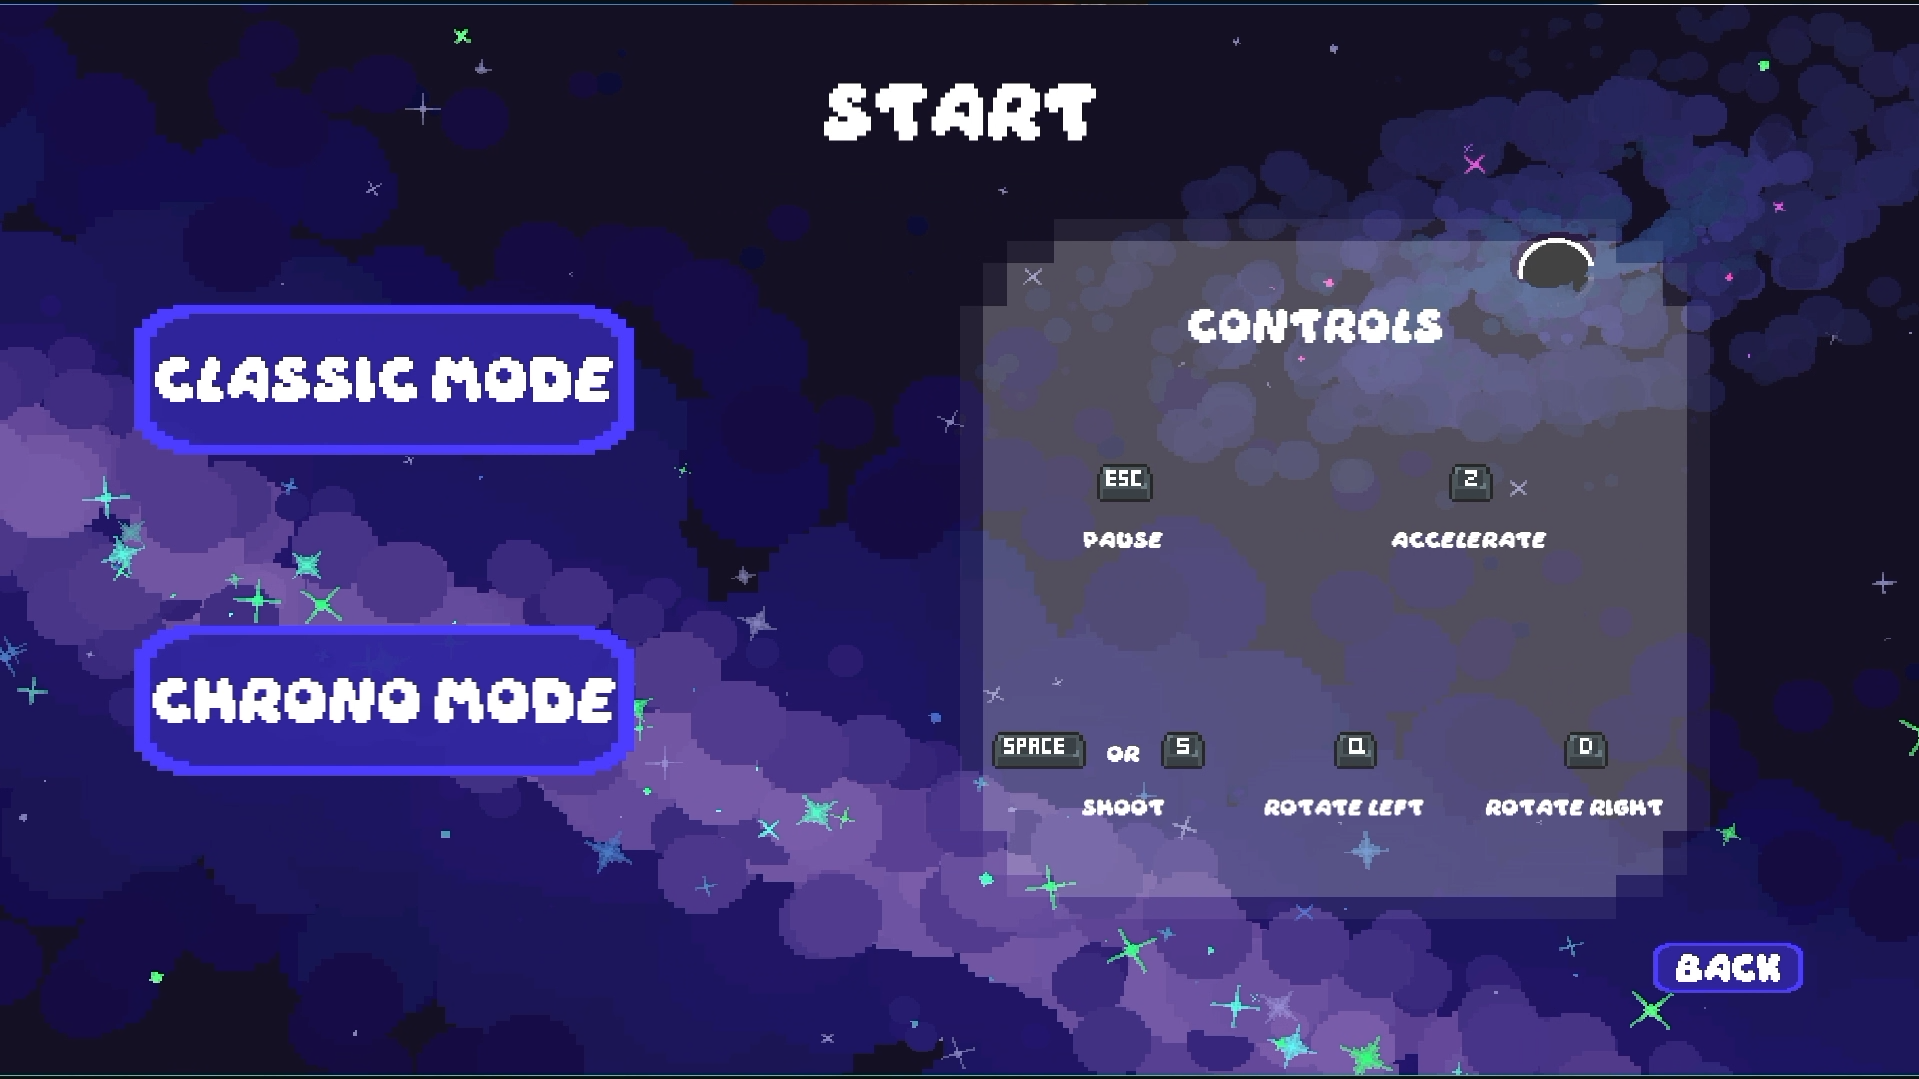 START
CLASSIC MODE
CHRONO MODE
CONTROLS
ESC
PAUSE
Z
ACCELERATE
SPACE OR S
SHOOT
Q
ROTATE LEFT
D
ROTATE RIGHT
BACK